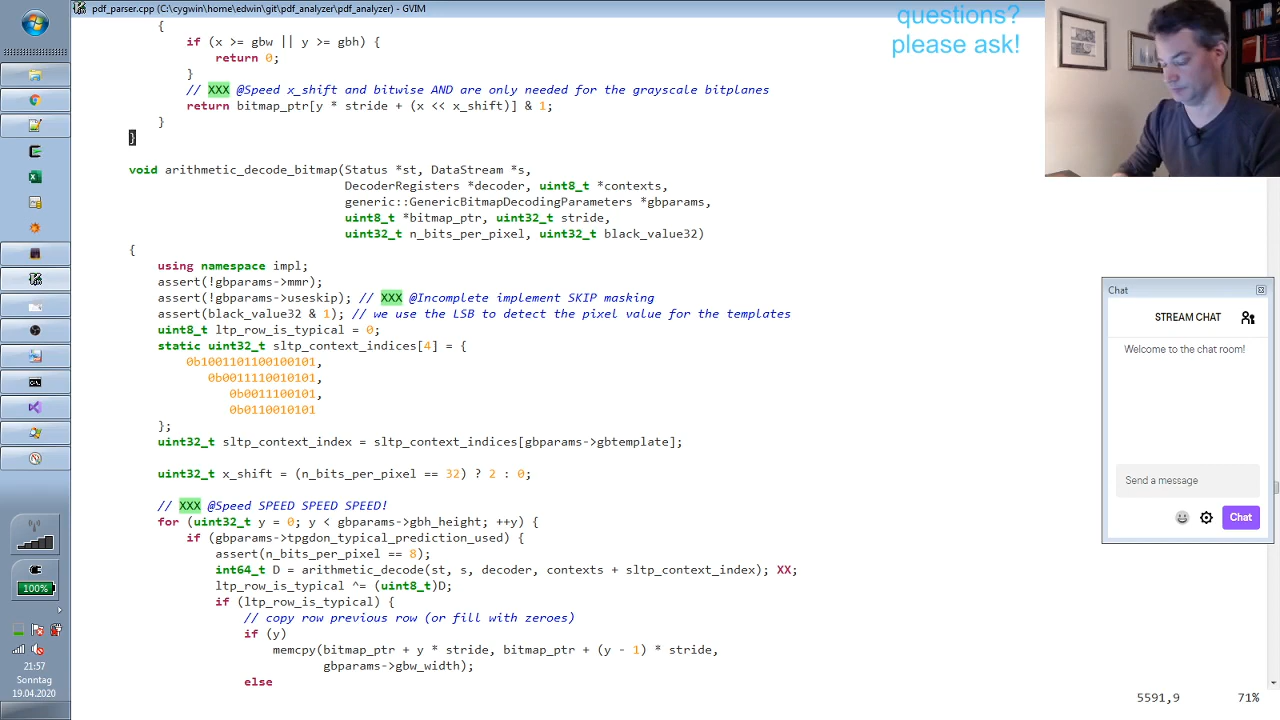 pdf_parser.cpp (C:\cygwin\home\edwin\git\pdf_analyzer\pdf_analyzer) - GVIM
questions?
please ask!
{
if (x >= gbw || y >= gbh) {
return 0;
}
// XXX @Speed x_shift and bitwise AND are only needed for the grayscale bitplanes
return bitmap_ptr[y * stride + (x << x_shift)] & 1;
}
}
void arithmetic_decode_bitmap(Status *st, DataStream *s,
DecoderRegisters *decoder, uint8_t *contexts,
generic::GenericBitmapDecodingParameters *gbparams,
uint8_t *bitmap_ptr, uint32_t stride,
uint32_t n_bits_per_pixel, uint32_t black_value32)
{
using namespace impl;
assert(!gbparams->mmr);
assert(!gbparams->useskip); // XXX @Incomplete implement SKIP masking
assert(black_value32 & 1); // we use the LSB to detect the pixel value for the templates
uint8_t ltp_row_is_typical = 0;
static uint32_t sltp_context_indices[4] = {
0b1001101100100101,
0b0011110010101,
0b0011100101,
0b0110010101
};
uint32_t sltp_context_index = sltp_context_indices[gbparams->gbtemplate];
uint32_t x_shift = (n_bits_per_pixel == 32) ? 2 : 0;
// XXX @Speed SPEED SPEED SPEED!
for (uint32_t y = 0; y < gbparams->gbh_height; ++y) {
if (gbparams->tpgdon_typical_prediction_used) {
assert(n_bits_per_pixel == 8);
int64_t D = arithmetic_decode(st, s, decoder, contexts + sltp_context_index); XX;
ltp_row_is_typical ^= (uint8_t)D;
if (ltp_row_is_typical) {
// copy row previous row (or fill with zeroes)
if (y)
memcpy(bitmap_ptr + y * stride, bitmap_ptr + (y - 1) * stride,
gbparams->gbw_width);
else
5591,9 71%
Chat
STREAM CHAT
Welcome to the chat room!
Send a message
Chat
100%
21:57
Sonntag
19.04.2020